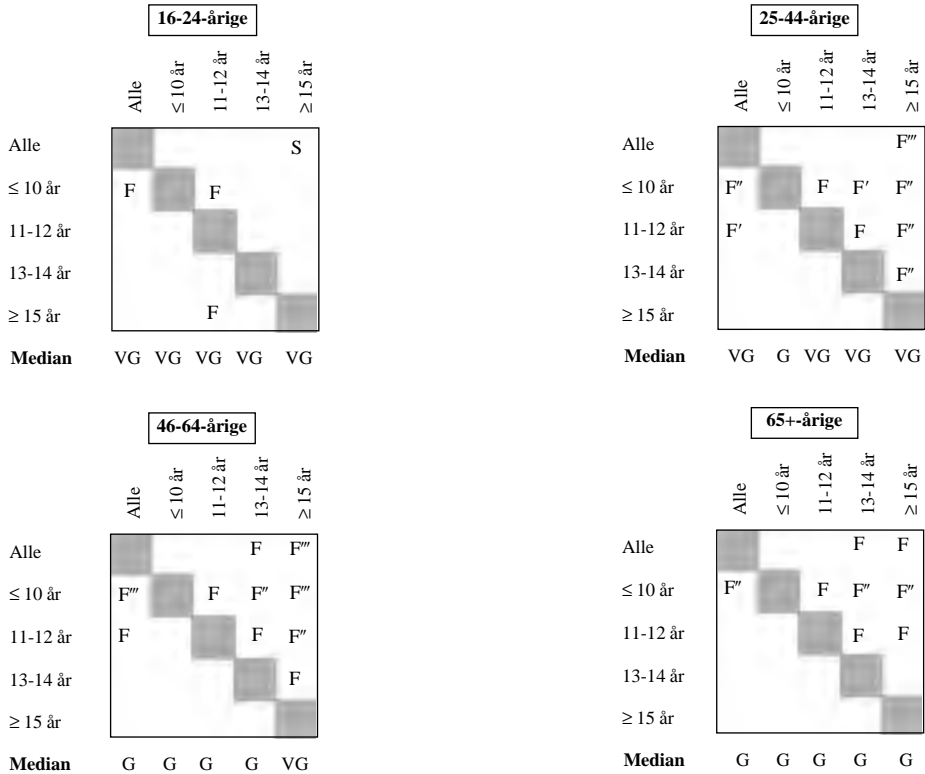 16-24-årige
Alle ≤ 10 år 11-12 år 13-14 år ≥ 15 år
Alle S
≤ 10 år F F
11-12 år
13-14 år
≥ 15 år F
Median VG VG VG VG VG
25-44-årige
Alle ≤ 10 år 11-12 år 13-14 år ≥ 15 år
Alle F‴
≤ 10 år F″ F F′ F″
11-12 år F′ F F″
13-14 år F″
≥ 15 år
Median VG G VG VG VG
46-64-årige
Alle ≤ 10 år 11-12 år 13-14 år ≥ 15 år
Alle F F‴
≤ 10 år F‴ F F″ F‴
11-12 år F F F″
13-14 år F
≥ 15 år
Median G G G G VG
65+-årige
Alle ≤ 10 år 11-12 år 13-14 år ≥ 15 år
Alle F F
≤ 10 år F″ F F″ F″
11-12 år F F
13-14 år
≥ 15 år
Median G G G G G